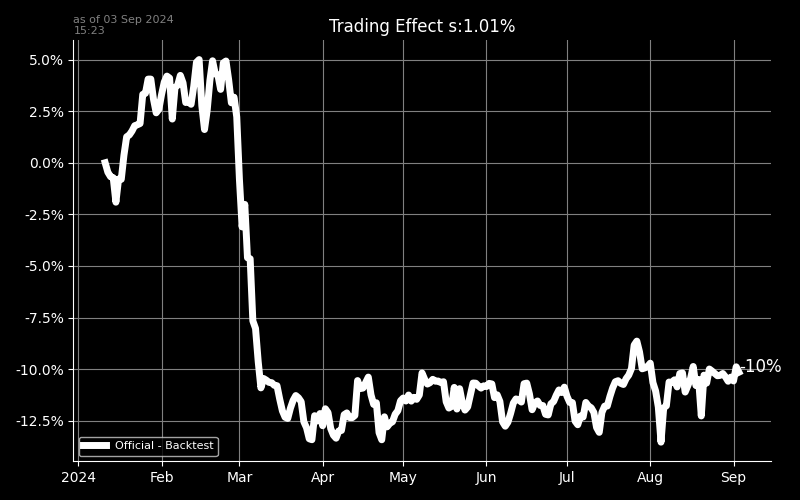 as of 03 Sep 2024
15:23
Trading Effect s:1.01%
5.0%
2.5%
0.0%
-2.5%
-5.0%
-7.5%
-10.0%
-12.5%
-10%
Official - Backtest
2024 Feb Mar Apr May Jun Jul Aug Sep